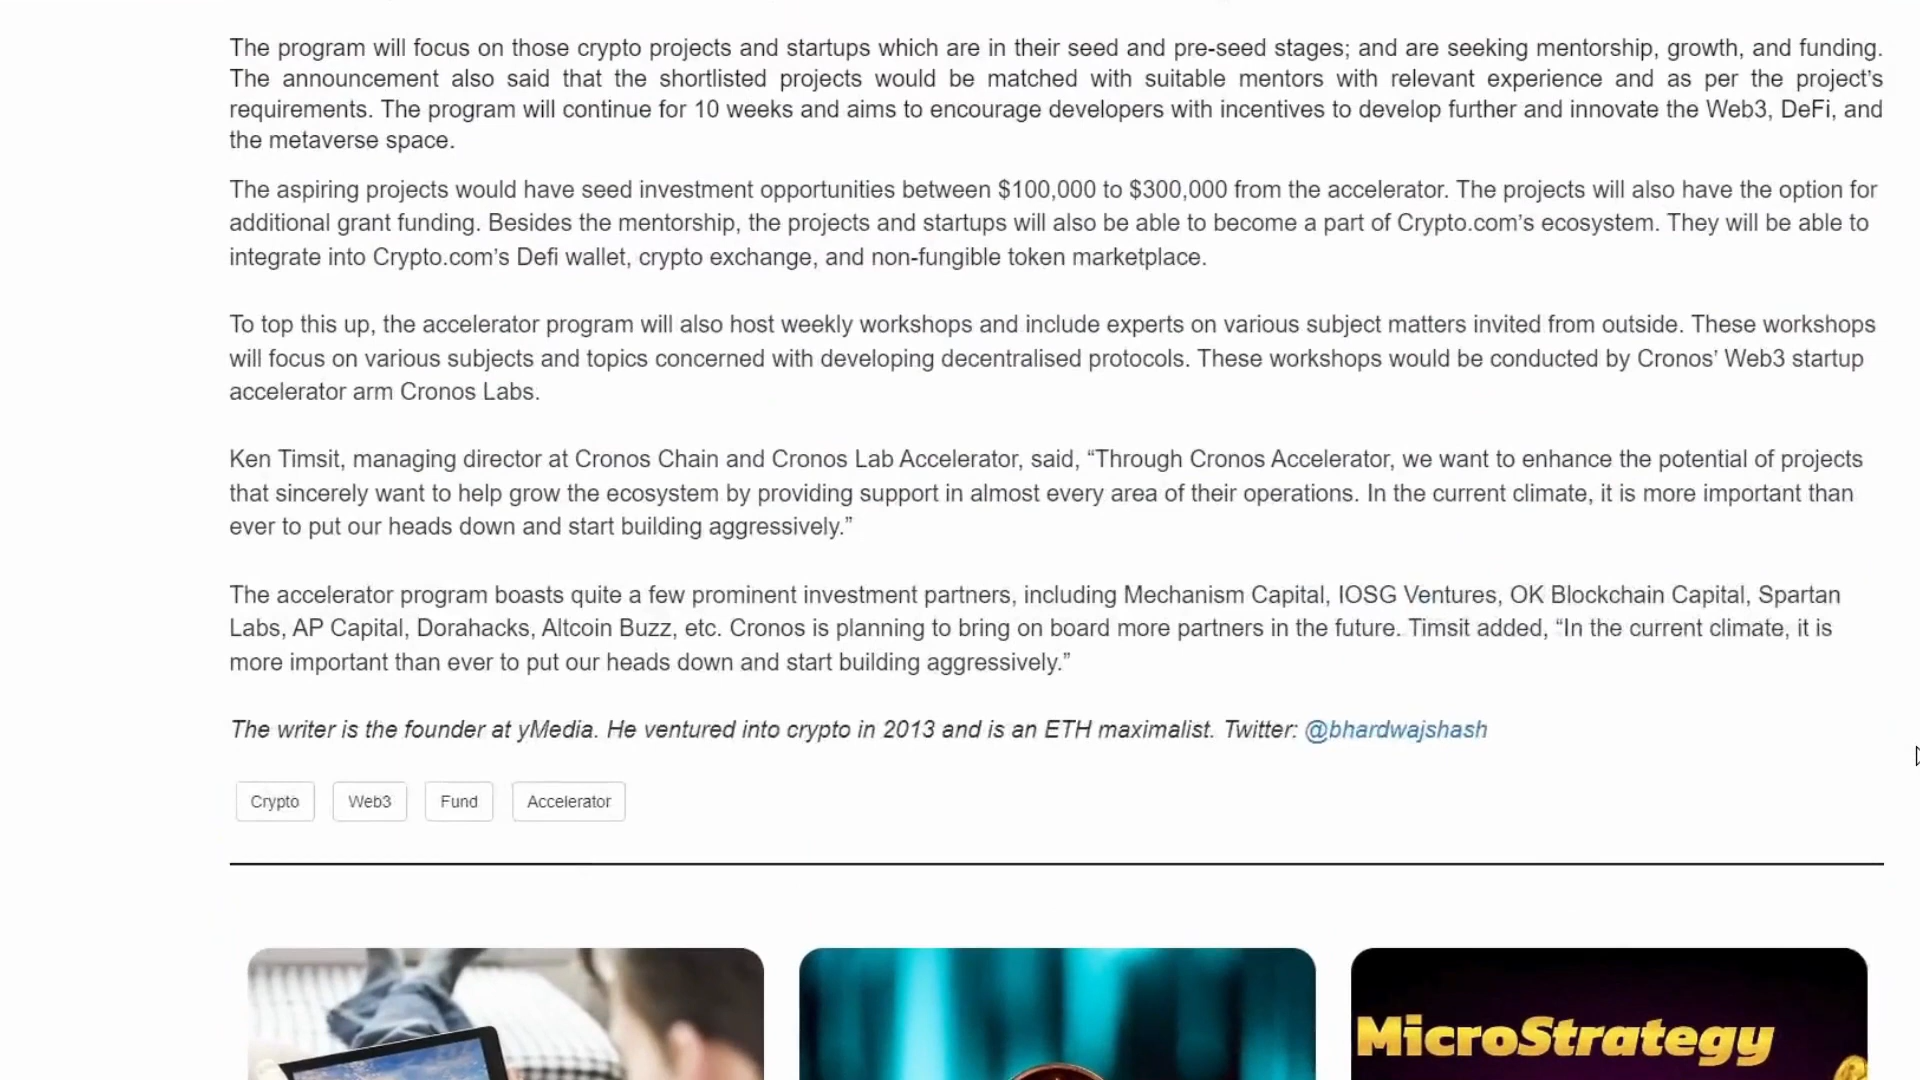 The program will focus on those crypto projects and startups which are in their seed and pre-seed stages; and are seeking mentorship, growth, and funding.
The announcement also said that the shortlisted projects would be matched with suitable mentors with relevant experience and as per the project's
requirements. The program will continue for 10 weeks and aims to encourage developers with incentives to develop further and innovate the Web3, DeFi, and
the metaverse space.
The aspiring projects would have seed investment opportunities between $100,000 to $300,000 from the accelerator. The projects will also have the option for
additional grant funding. Besides the mentorship, the projects and startups will also be able to become a part of Crypto.com’s ecosystem. They will be able to
integrate into Crypto.com’s Defi wallet, crypto exchange, and non-fungible token marketplace.
To top this up, the accelerator program will also host weekly workshops and include experts on various subject matters invited from outside. These workshops
will focus on various subjects and topics concerned with developing decentralised protocols. These workshops would be conducted by Cronos’ Web3 startup
accelerator arm Cronos Labs.
Ken Timsit, managing director at Cronos Chain and Cronos Lab Accelerator, said, “Through Cronos Accelerator, we want to enhance the potential of projects
that sincerely want to help grow the ecosystem by providing support in almost every area of their operations. In the current climate, it is more important than
ever to put our heads down and start building aggressively.”
The accelerator program boasts quite a few prominent investment partners, including Mechanism Capital, IOSG Ventures, OK Blockchain Capital, Spartan
Labs, AP Capital, Dorahacks, Altcoin Buzz, etc. Cronos is planning to bring on board more partners in the future. Timsit added, “In the current climate, it is
more important than ever to put our heads down and start building aggressively.”
The writer is the founder at yMedia. He ventured into crypto in 2013 and is an ETH maximalist. Twitter: @bhardwajshash
Crypto Web3 Fund Accelerator
MicroStrategy